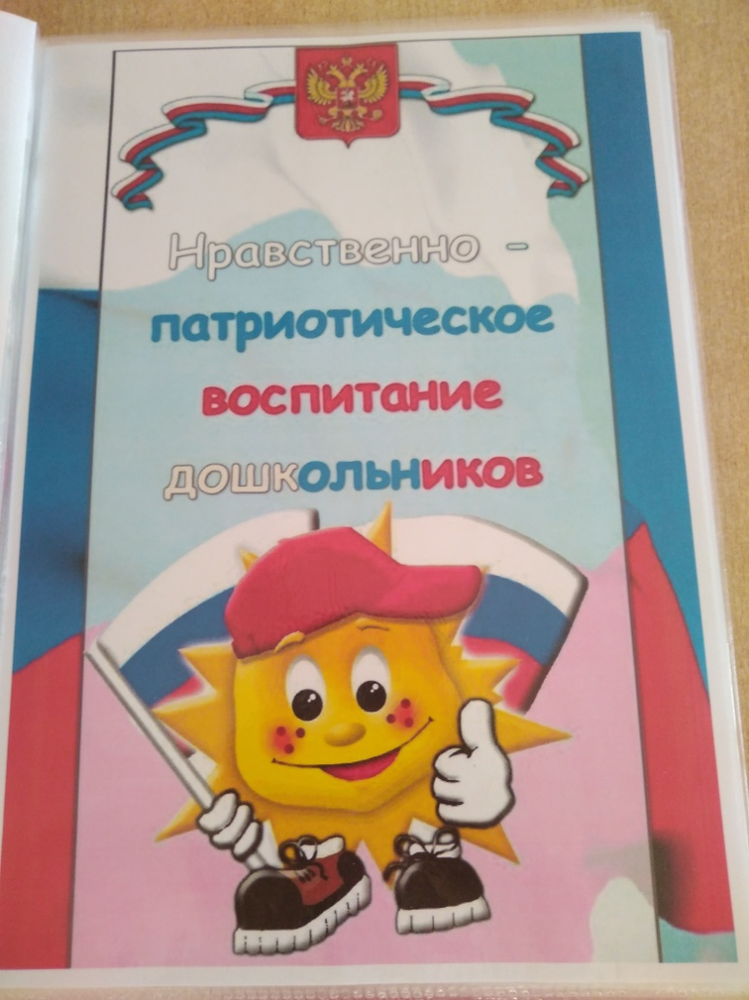 Нравственно -
патриотическое
воспитание
дошкольников